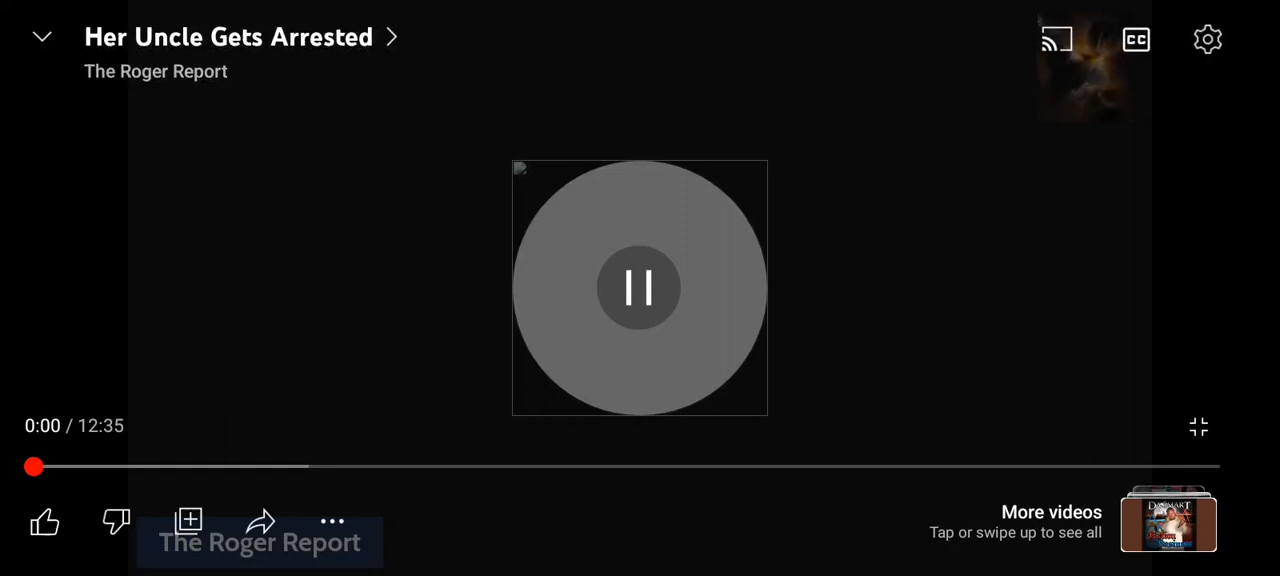 Her Uncle Gets Arrested
The Roger Report
CC
0:00 / 12:35
More videos
Tap or swipe up to see all
The Roger Report